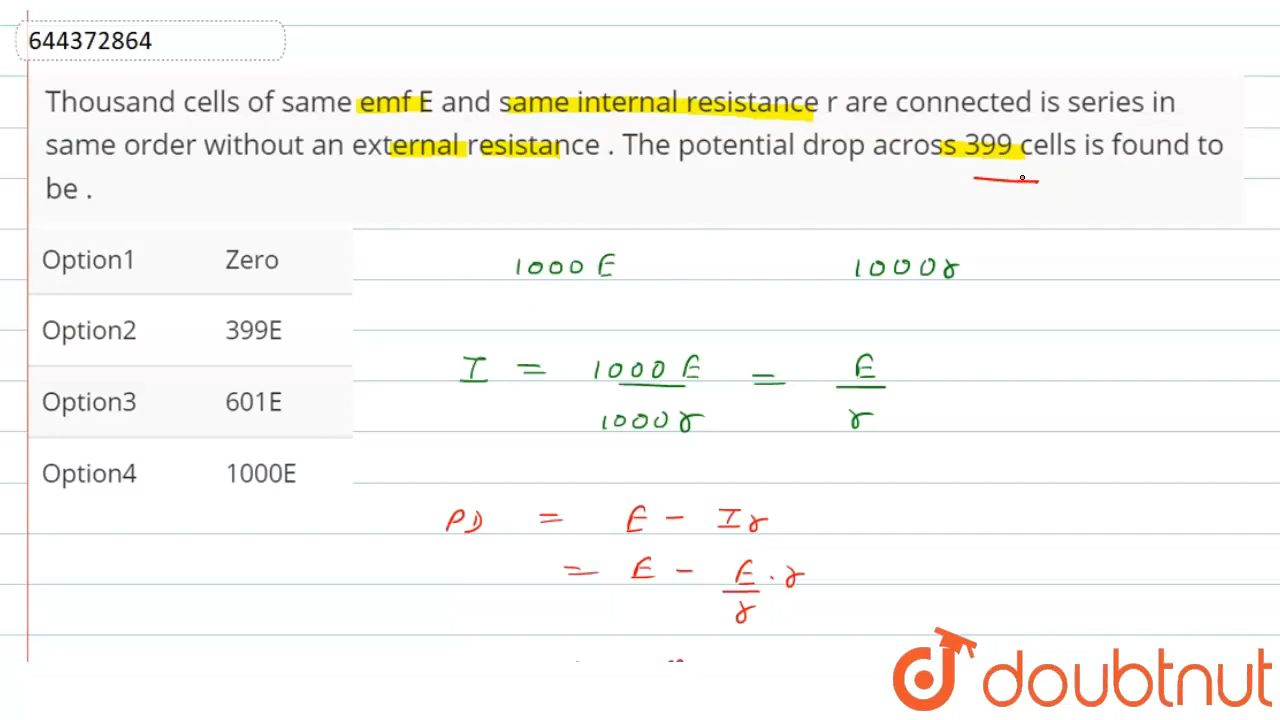 644372864
Thousand cells of same emf E and same internal resistance r are connected is series in
same order without an external resistance . The potential drop across 399 cells is found to
be .
Option1 Zero
1000 E 1000r
Option2 399E
I = 1000 E / 1000r = E / r
Option3 601E
Option4 1000E
PD = E - Ir
= E - E / r . r
doubtnut